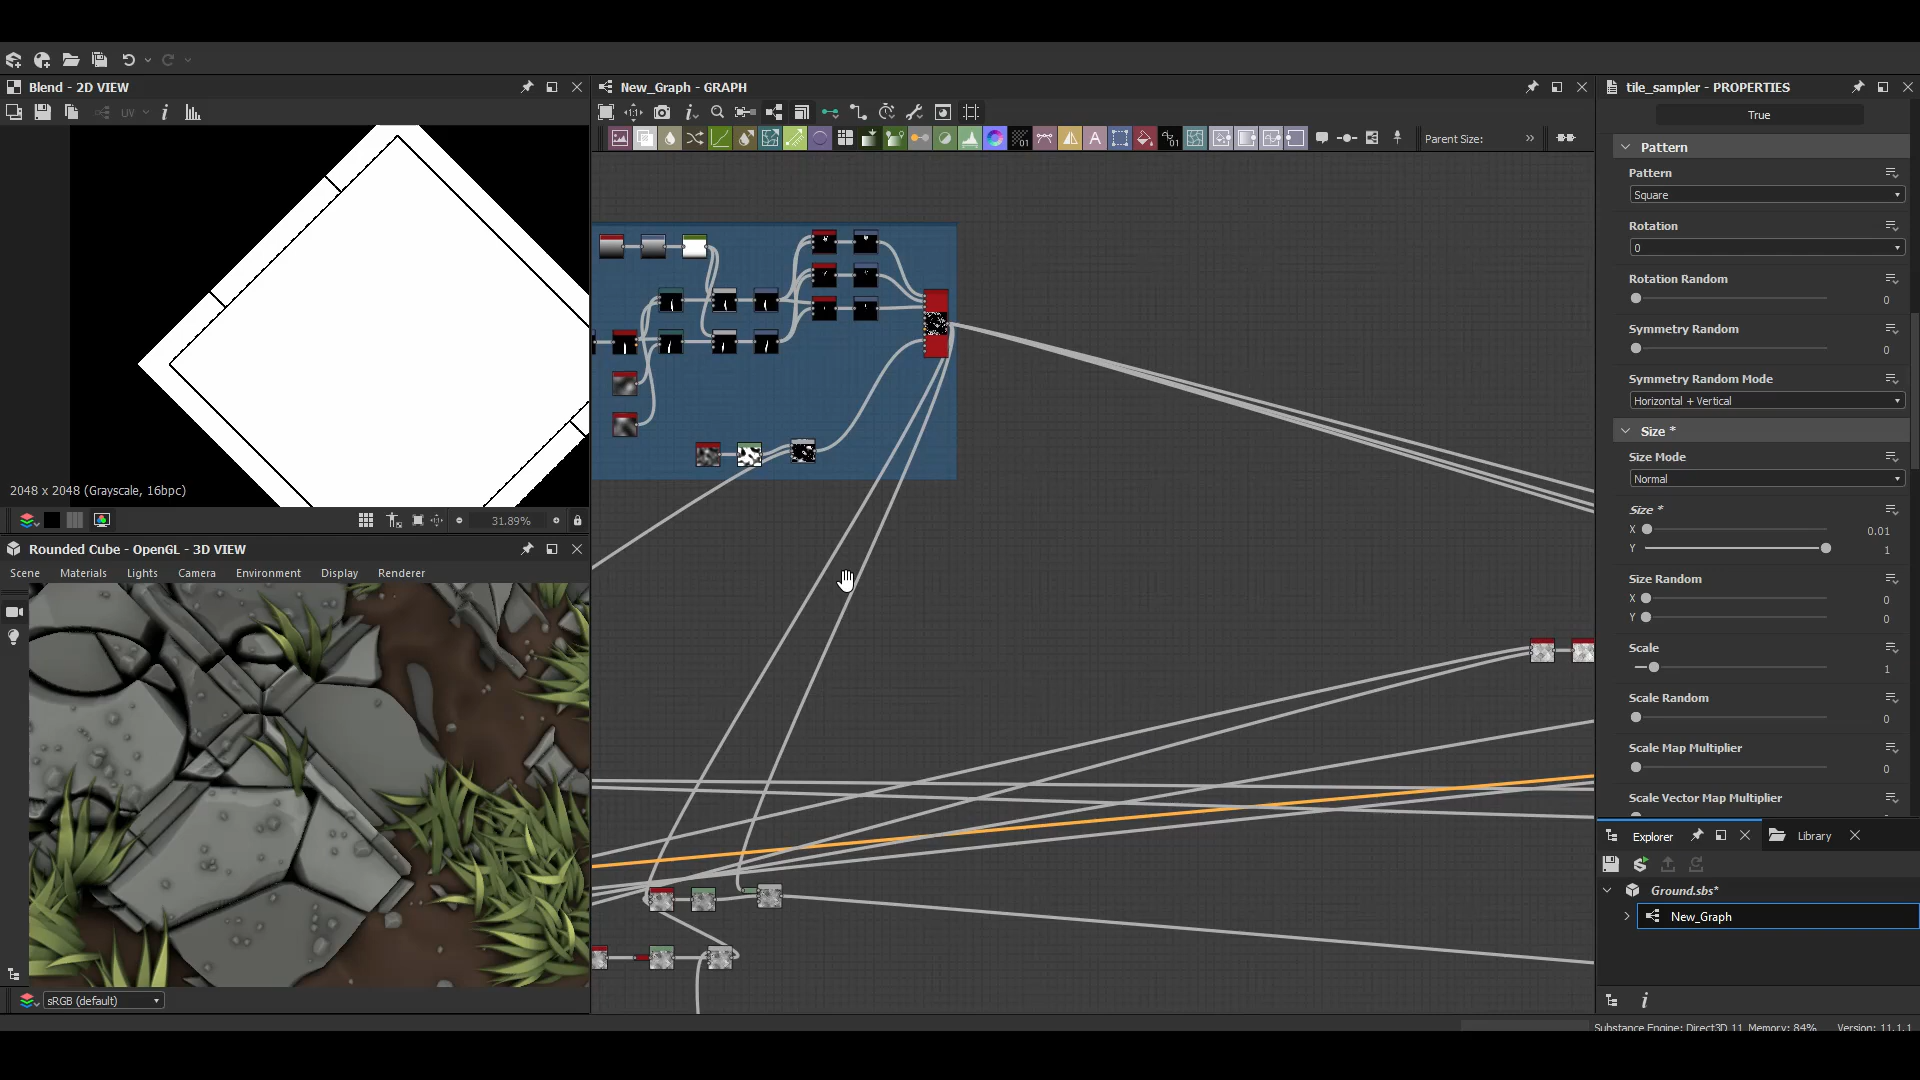 Blend - 2D VIEW
UV
2048 x 2048 (Grayscale, 16bpc)
31.89%
Rounded Cube - OpenGL - 3D VIEW
Scene Materials Lights Camera Environment Display Renderer
sRGB (default)
New_Graph - GRAPH
Parent Size:
tile_sampler - PROPERTIES
True
Pattern
Pattern
Square
Rotation
0
Rotation Random
0
Symmetry Random
0
Symmetry Random Mode
Horizontal + Vertical
Size *
Size Mode
Normal
Size *
X 0.01
Y 1
Size Random
X 0
Y 0
Scale
1
Scale Random
0
Scale Map Multiplier
0
Scale Vector Map Multiplier
Explorer Library
Ground.sbs*
New_Graph
Substance Engine: Direct3D 11 Memory: 84% Version: 11.1.1